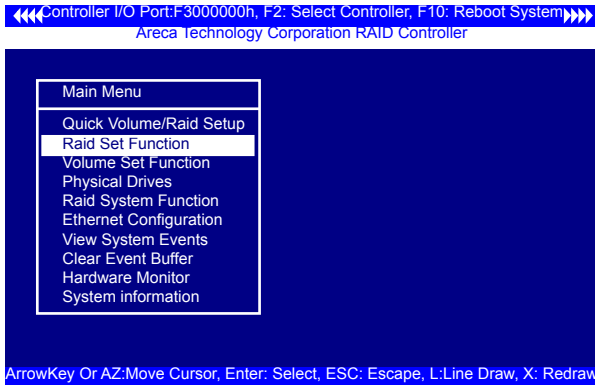 Controller I/O Port:F3000000h, F2: Select Controller, F10: Reboot System
Areca Technology Corporation RAID Controller
Main Menu
Quick Volume/Raid Setup
Raid Set Function
Volume Set Function
Physical Drives
Raid System Function
Ethernet Configuration
View System Events
Clear Event Buffer
Hardware Monitor
System information
ArrowKey Or AZ:Move Cursor, Enter: Select, ESC: Escape, L:Line Draw, X: Redraw